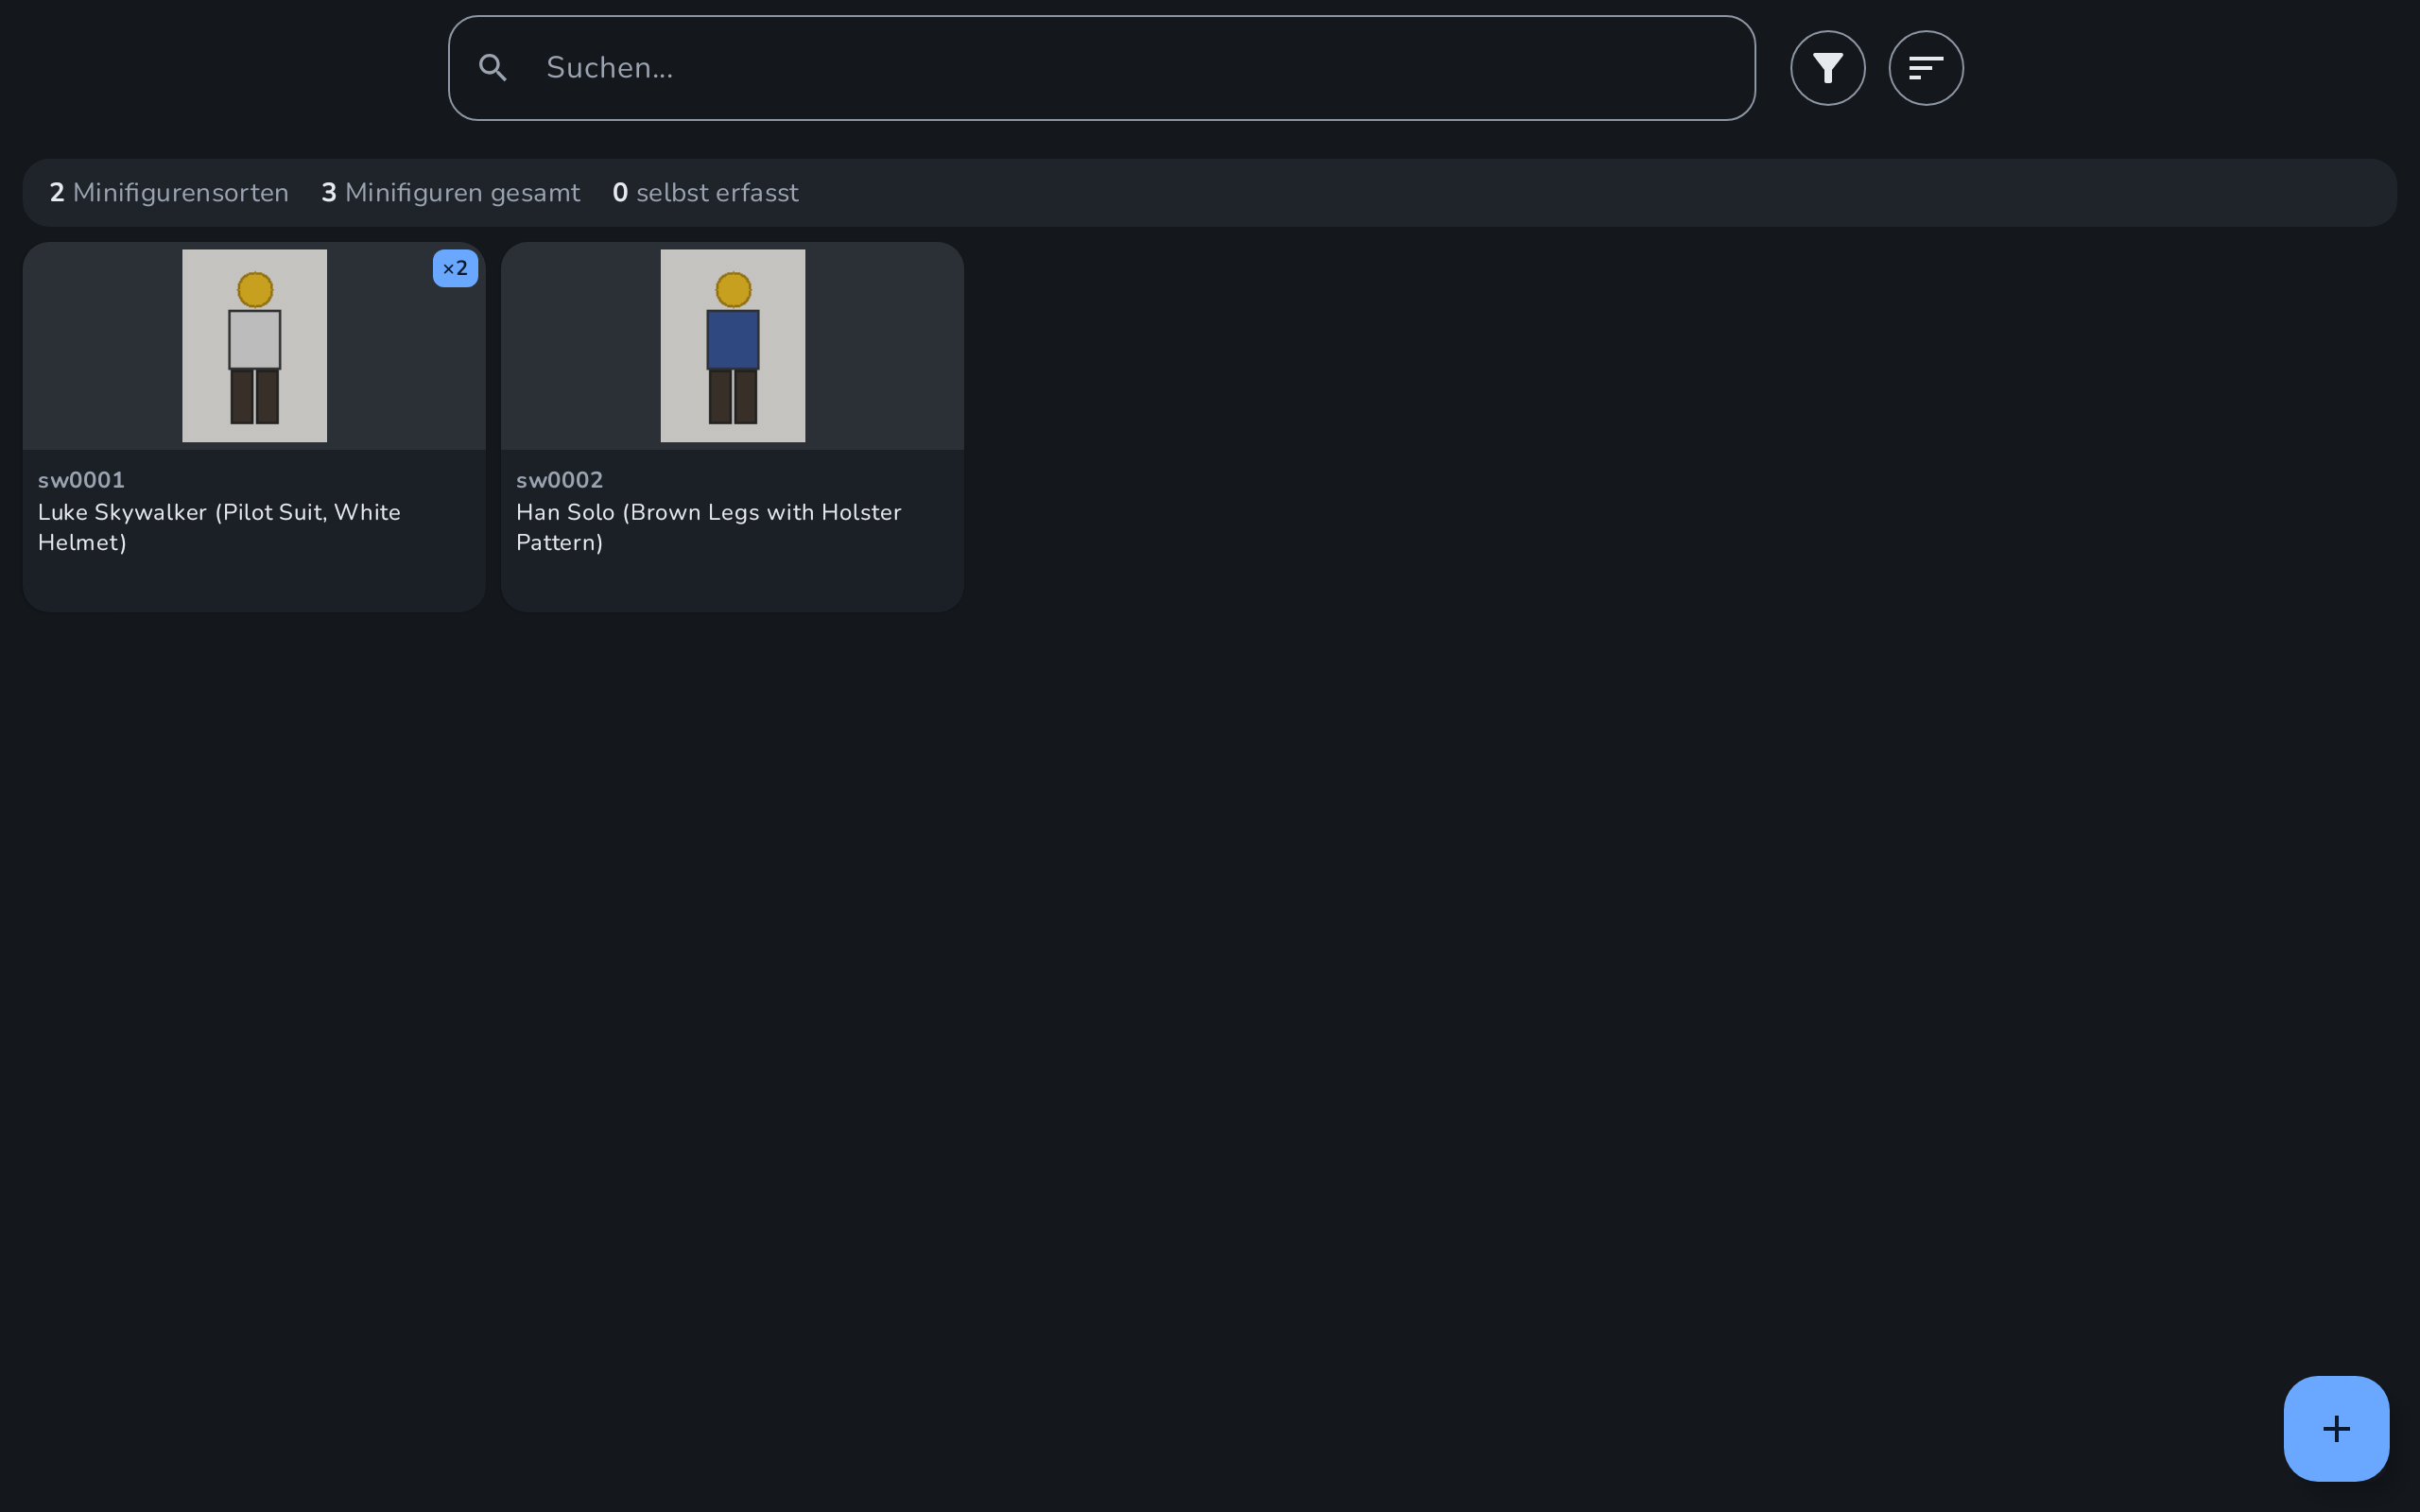 Suchen...
2 Minifigurensorten 3 Minifiguren gesamt 0 selbst erfasst
×2
sw0001
Luke Skywalker (Pilot Suit, White
Helmet)
sw0002
Han Solo (Brown Legs with Holster
Pattern)